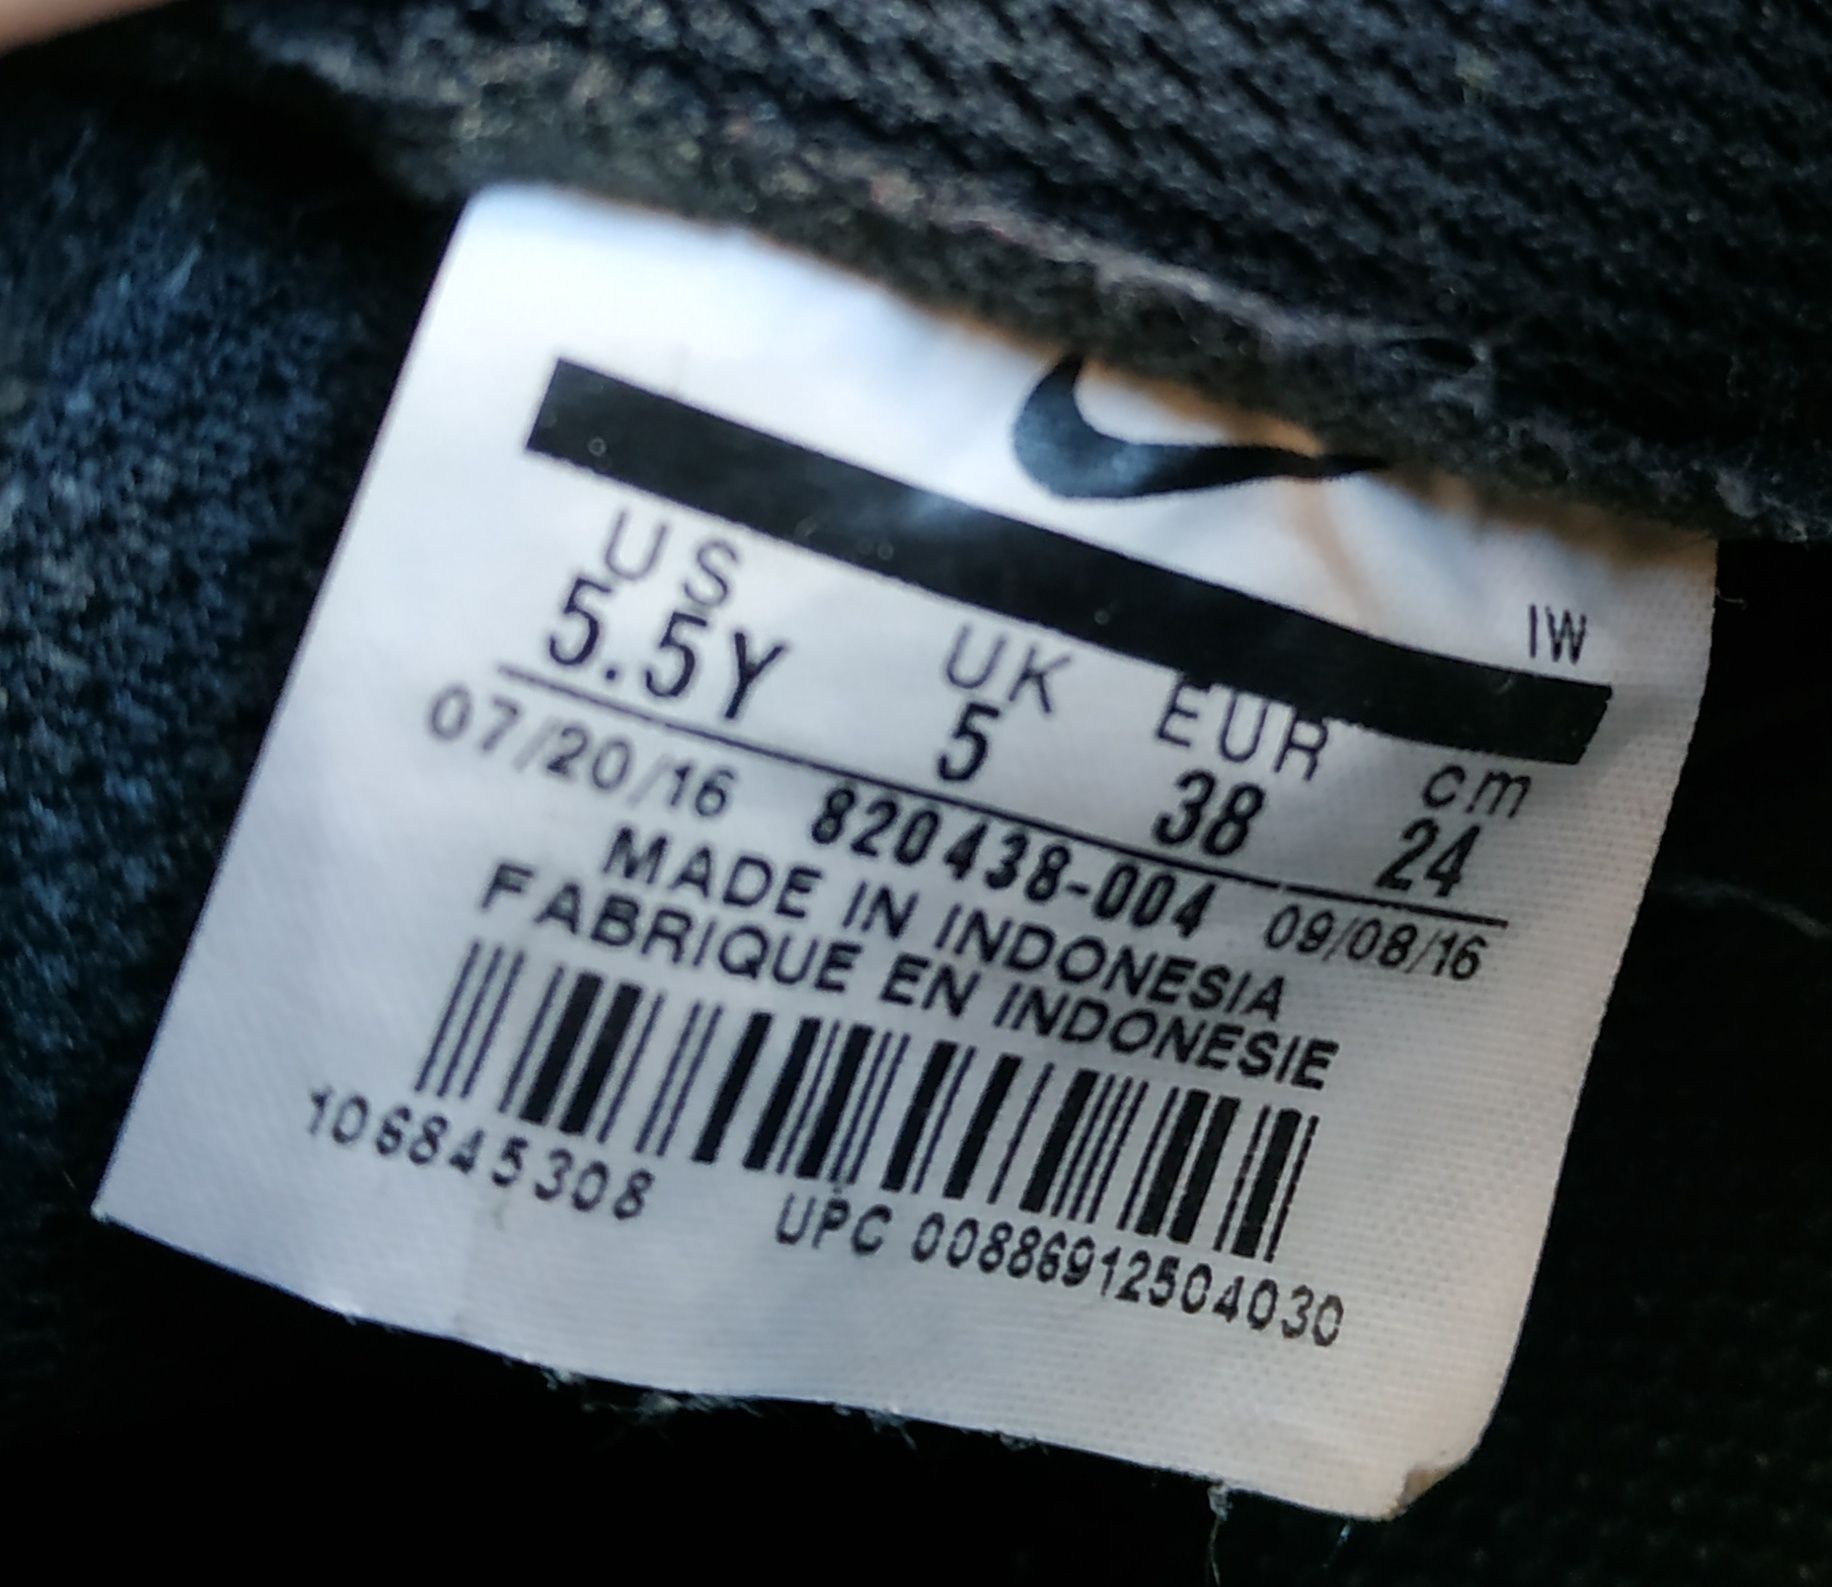 IW
US UK EUR cm
5.5Y 5 38 24
07/20/16 820438-004 09/08/16
MADE IN INDONESIA
FABRIQUE EN INDONESIE
106845308 UPC 00886912504030